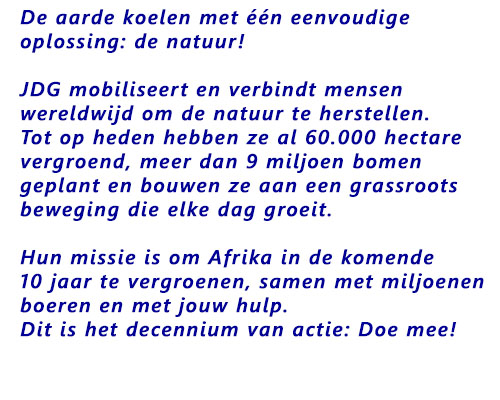 De aarde koelen met één eenvoudige
oplossing: de natuur!
JDG mobiliseert en verbindt mensen
wereldwijd om de natuur te herstellen.
Tot op heden hebben ze al 60.000 hectare
vergroend, meer dan 9 miljoen bomen
geplant en bouwen ze aan een grassroots
beweging die elke dag groeit.
Hun missie is om Afrika in de komende
10 jaar te vergroenen, samen met miljoenen
boeren en met jouw hulp.
Dit is het decennium van actie: Doe mee!